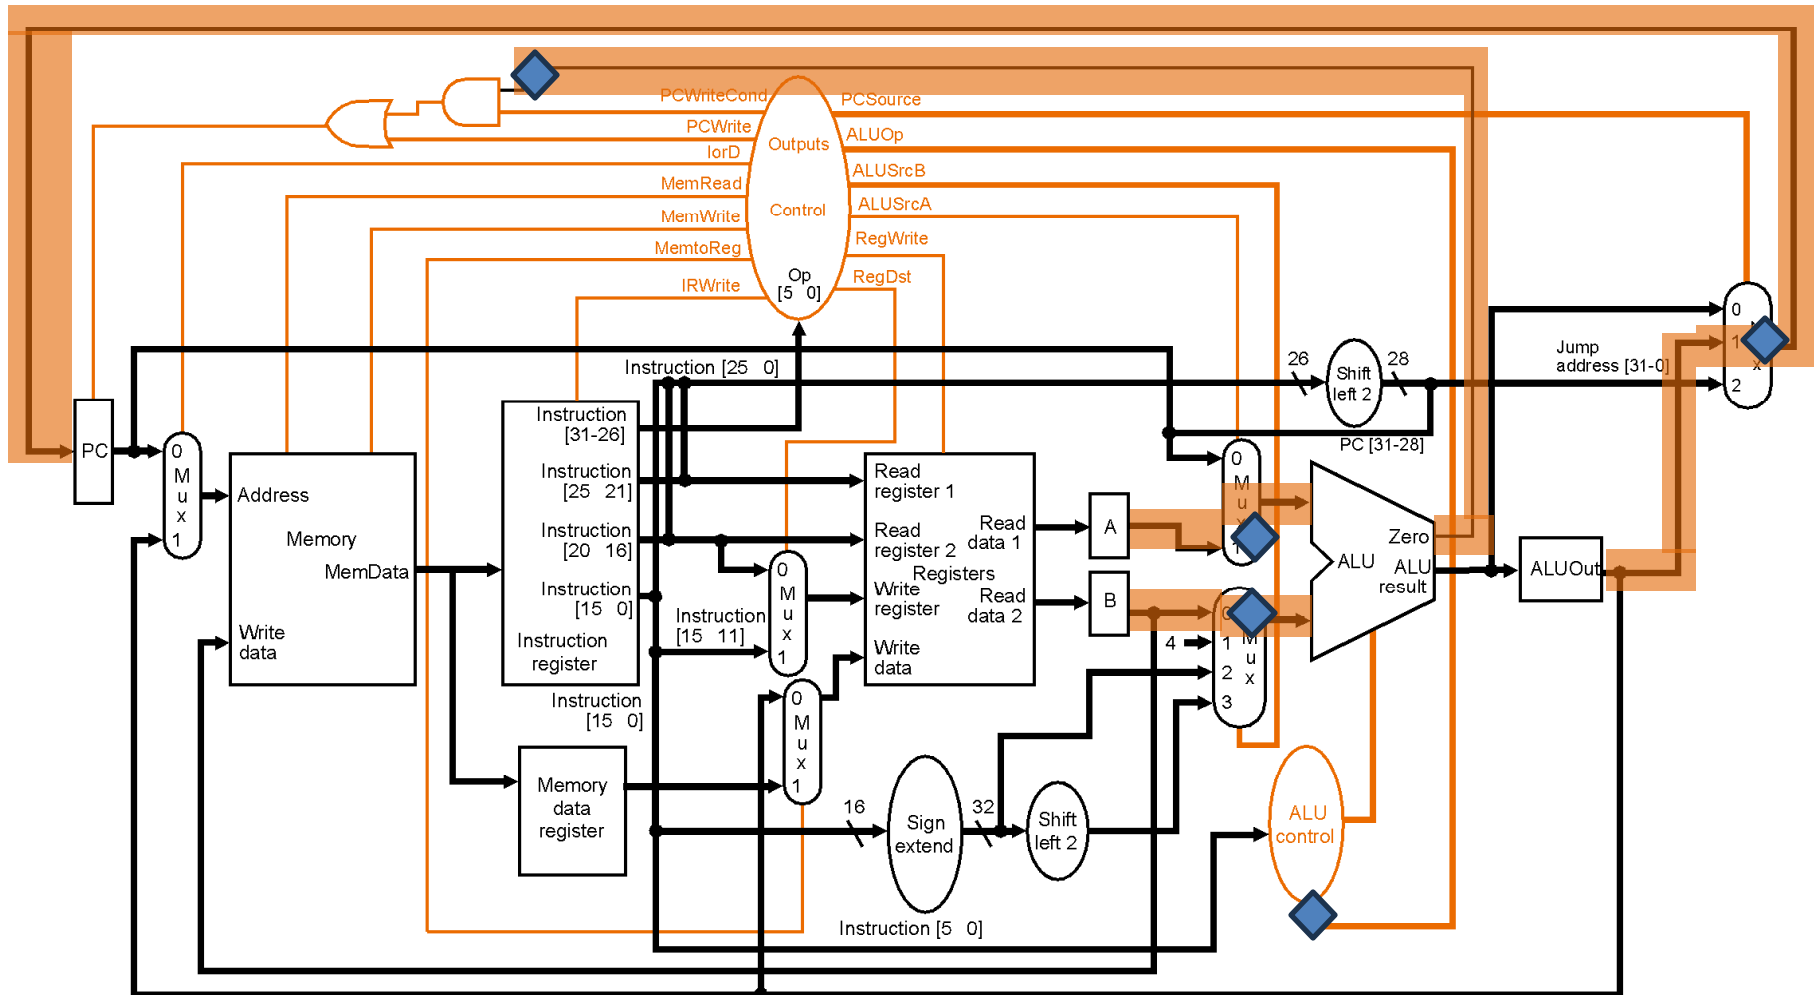 PCWriteCond
PCSource
PCWrite
ALUOp
Outputs
IorD
ALUSrcB
MemRead
ALUSrcA
Control
MemWrite
RegWrite
MemtoReg
Op
RegDst
[5 0]
IRWrite
0
1
x
2
Jump
address [31-0]
26
28
Shift
left 2
Instruction [25 0]
PC [31-28]
PC
0
M
u
x
1
Address
Memory
MemData
Write
data
Instruction
[31-26]
Instruction
[25 21]
Instruction
[20 16]
Instruction
[15 0]
Instruction
register
Instruction
[15 0]
Instruction
[15 11]
0
M
u
x
1
Read
register 1
Read
register 2
Registers
Write
register
Write
data
Read
data 1
Read
data 2
A
B
0
M
u
x
1
4
0
M
u
x
1
2
3
Zero
ALU
ALU
result
ALUOut
0
M
u
x
1
Memory
data
register
16
Sign
extend
32
Shift
left 2
ALU
control
Instruction [5 0]